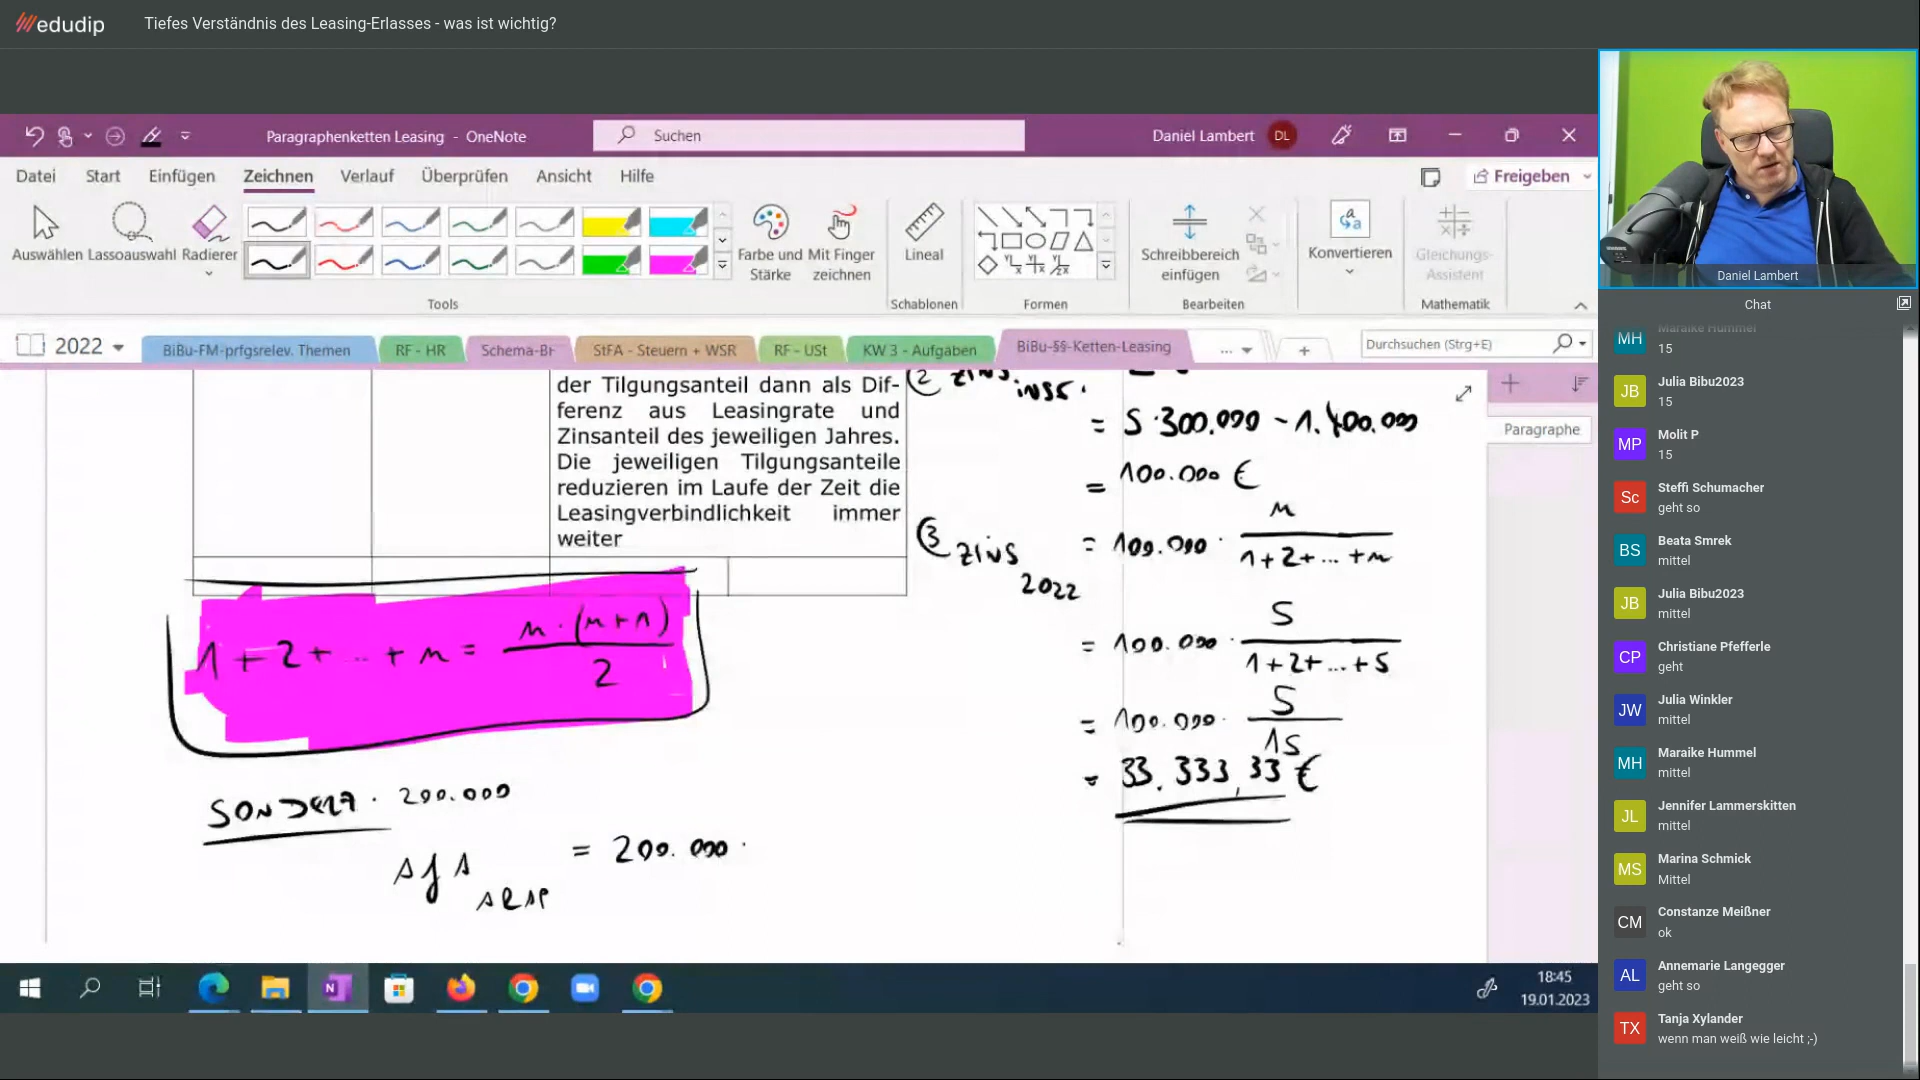 edudip
Tiefes Verständnis des Leasing-Erlasses - was ist wichtig?
Paragraphenketten Leasing - OneNote
Suchen
Daniel Lambert
DL
Datei Start Einfügen Zeichnen Verlauf Überprüfen Ansicht Hilfe
Freigeben
Auswählen
Lassoauswahl
Radierer
Farbe und Stärke
Mit Finger zeichnen
Lineal
Schreibbereich einfügen
Konvertieren
Gleichungs-Assistent
Tools
Schablonen
Formen
Bearbeiten
Mathematik
2022
BiBu-FM-prfgsrelev. Themen
RF - HR
Schema-Br
StFA - Steuern + WSR
RF - USt
KW 3 - Aufgaben
BiBu-§§-Ketten-Leasing
...
Durchsuchen (Strg+E)
Paragraphe
der Tilgungsanteil dann als Dif-
ferenz aus Leasingrate und
Zinsanteil des jeweiligen Jahres.
Die jeweiligen Tilgungsanteile
reduzieren im Laufe der Zeit die
Leasingverbindlichkeit immer
weiter
1 + 2 + ... + n = n · (n+1) / 2
SONDERZ. 200.000
AfA ARAP = 200.000 ·
② ZINS insg.
= 5 · 300.000 - 1.400.000
= 100.000 €
③ ZINS 2022 = 100.000 · n / 1+2+...+n
= 100.000 · 5 / 1+2+...+5
= 100.000 · 5 / 15
= 33.333,33 €
18:45
19.01.2023
Daniel Lambert
Chat
MH
Maraike Hummel
15
JB
Julia Bibu2023
15
MP
Molit P
15
Sc
Steffi Schumacher
geht so
BS
Beata Smrek
mittel
JB
Julia Bibu2023
mittel
CP
Christiane Pfefferle
geht
JW
Julia Winkler
mittel
MH
Maraike Hummel
mittel
JL
Jennifer Lammerskitten
mittel
MS
Marina Schmick
Mittel
CM
Constanze Meißner
ok
AL
Annemarie Langegger
geht so
TX
Tanja Xylander
wenn man weiß wie leicht ;-)